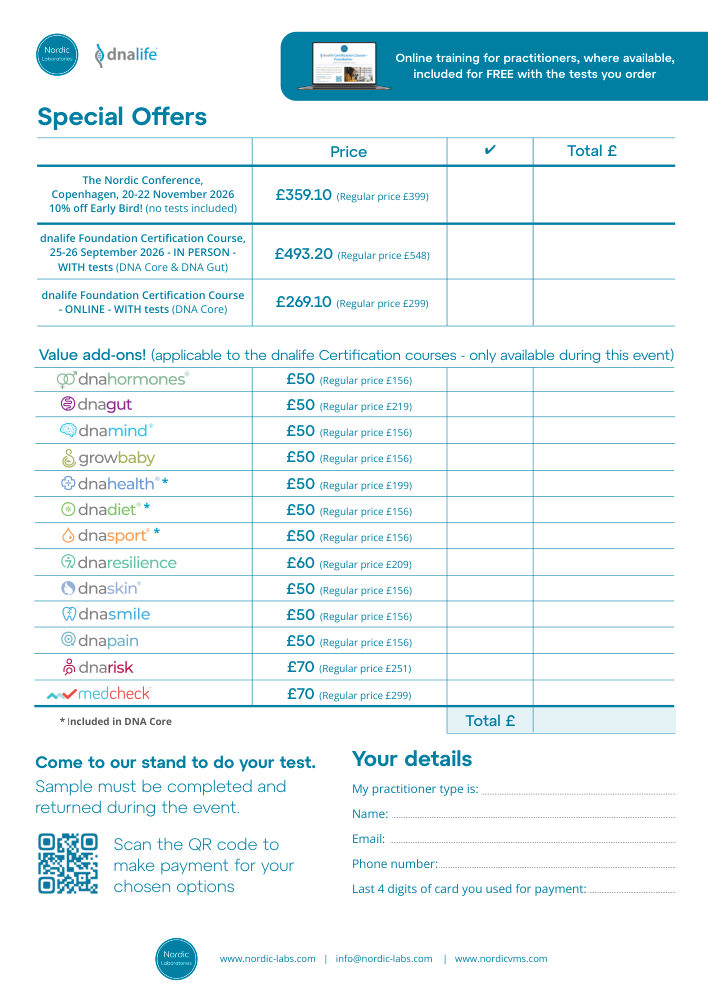 Nordic
Laboratories
dnalife
Online training for practitioners, where available,
included for FREE with the tests you order
Special Offers
Price ✔ Total £
The Nordic Conference,
Copenhagen, 20-22 November 2026
10% off Early Bird! (no tests included)
£359.10 (Regular price £399)
dnalife Foundation Certification Course,
25-26 September 2026 - IN PERSON -
WITH tests (DNA Core & DNA Gut)
£493.20 (Regular price £548)
dnalife Foundation Certification Course
- ONLINE - WITH tests (DNA Core)
£269.10 (Regular price £299)
Value add-ons! (applicable to the dnalife Certification courses - only available during this event)
dnahormones® £50 (Regular price £156)
dnagut £50 (Regular price £219)
dnamind® £50 (Regular price £156)
growbaby £50 (Regular price £156)
dnahealth®* £50 (Regular price £199)
dnadiet®* £50 (Regular price £156)
dnasport®* £50 (Regular price £156)
dnaresilience £60 (Regular price £209)
dnaskin® £50 (Regular price £156)
dnasmile £50 (Regular price £156)
dnapain £50 (Regular price £156)
dnarisk £70 (Regular price £251)
medcheck £70 (Regular price £299)
* Included in DNA Core Total £
Come to our stand to do your test.
Sample must be completed and
returned during the event.
Scan the QR code to
make payment for your
chosen options
Your details
My practitioner type is:
Name:
Email:
Phone number:
Last 4 digits of card you used for payment:
Nordic
Laboratories
www.nordic-labs.com | info@nordic-labs.com | www.nordicvms.com